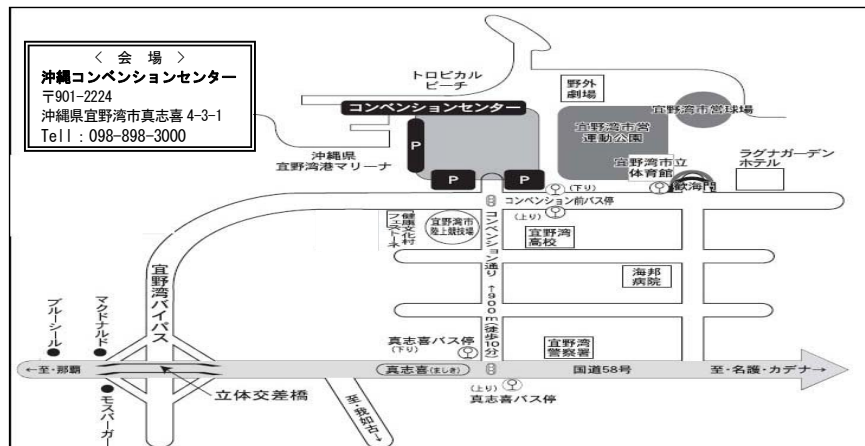 < 会 場 >
沖縄コンベンションセンター
〒901-2224
沖縄県宜野湾市真志喜 4-3-1
Tell：098-898-3000
トロピカル
ビーチ
コンベンションセンター
野外
劇場
宜野湾市営球場
宜野湾市営
運動公園
P
沖縄県
宜野湾港マリーナ
宜野湾市立
体育館
ラグナガーデン
ホテル
P
P
(下り)
歓海門
コンベンション前バス停
(上り)
健康文化村
フェストーネ
宜野湾市
陸上競技場
コンベンション通り ↑900m(徒歩10分)
宜野湾
高校
宜野湾バイパス
海邦
病院
ブルーシール
マクドナルド
真志喜バス停
(下り)
宜野湾
警察署
←至・那覇
真志喜(ましき)
国道58号
至・名護・カデナ→
立体交差橋
モスバーガー
至・我如古→
(上り)
真志喜バス停